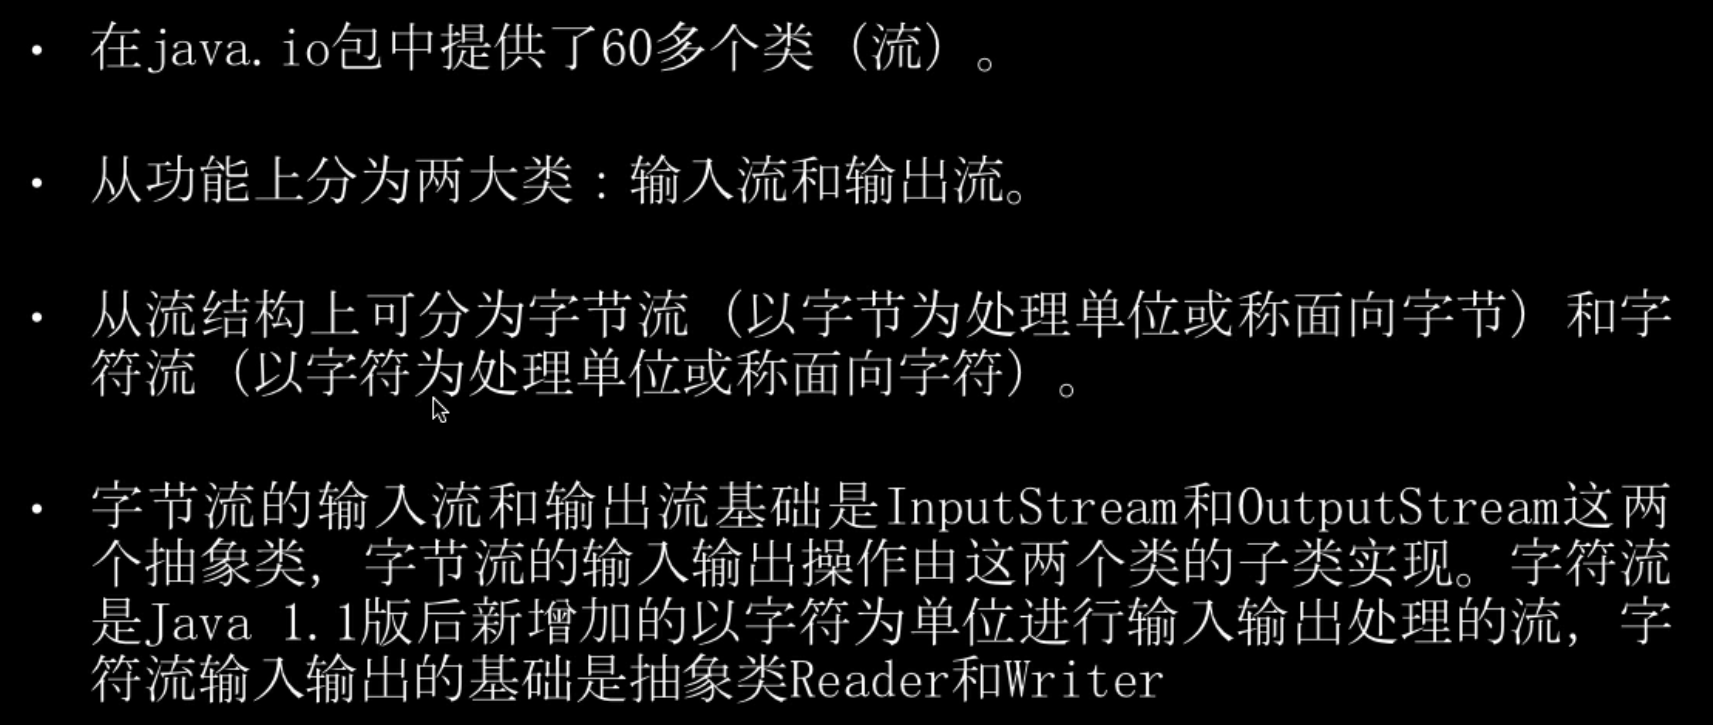 • 在java.io包中提供了60多个类（流）。
• 从功能上分为两大类：输入流和输出流。
• 从流结构上可分为字节流（以字节为处理单位或称面向字节）和字
符流（以字符为处理单位或称面向字符）。
• 字节流的输入流和输出流基础是InputStream和OutputStream这两
个抽象类，字节流的输入输出操作由这两个类的子类实现。字符流
是Java 1.1版后新增加的以字符为单位进行输入输出处理的流，字
符流输入输出的基础是抽象类Reader和Writer